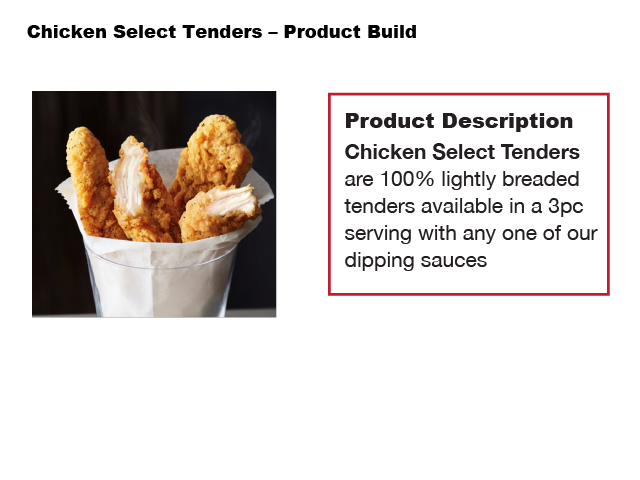 Chicken Select Tenders – Product Build
Product Description
Chicken Select Tenders
are 100% lightly breaded
tenders available in a 3pc
serving with any one of our
dipping sauces